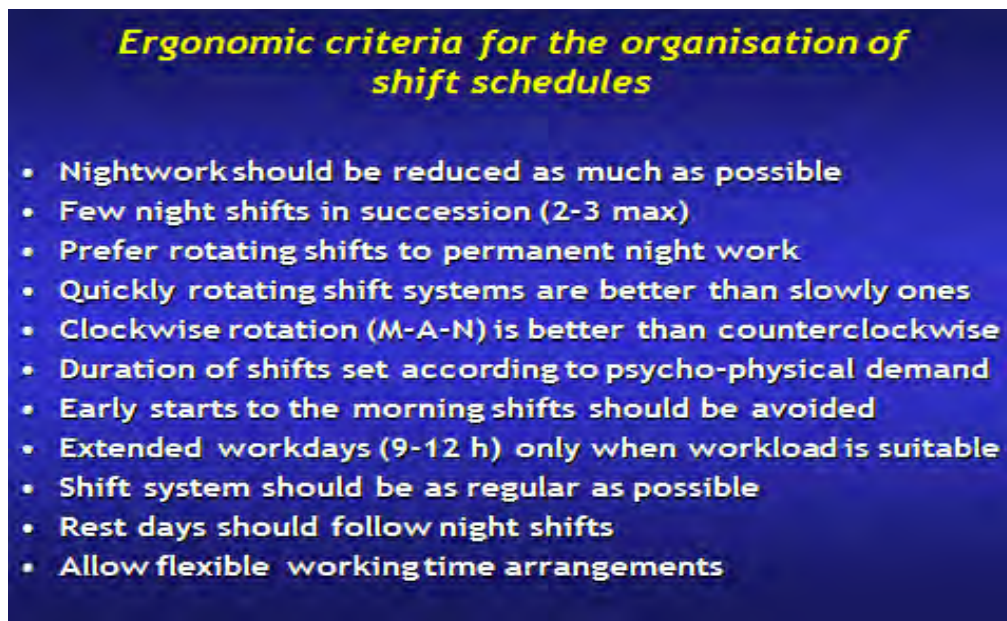 Ergonomic criteria for the organisation of
shift schedules
• Nightwork should be reduced as much as possible
• Few night shifts in succession (2-3 max)
• Prefer rotating shifts to permanent night work
• Quickly rotating shift systems are better than slowly ones
• Clockwise rotation (M-A-N) is better than counterclockwise
• Duration of shifts set according to psycho-physical demand
• Early starts to the morning shifts should be avoided
• Extended workdays (9-12 h) only when workload is suitable
• Shift system should be as regular as possible
• Rest days should follow night shifts
• Allow flexible working time arrangements